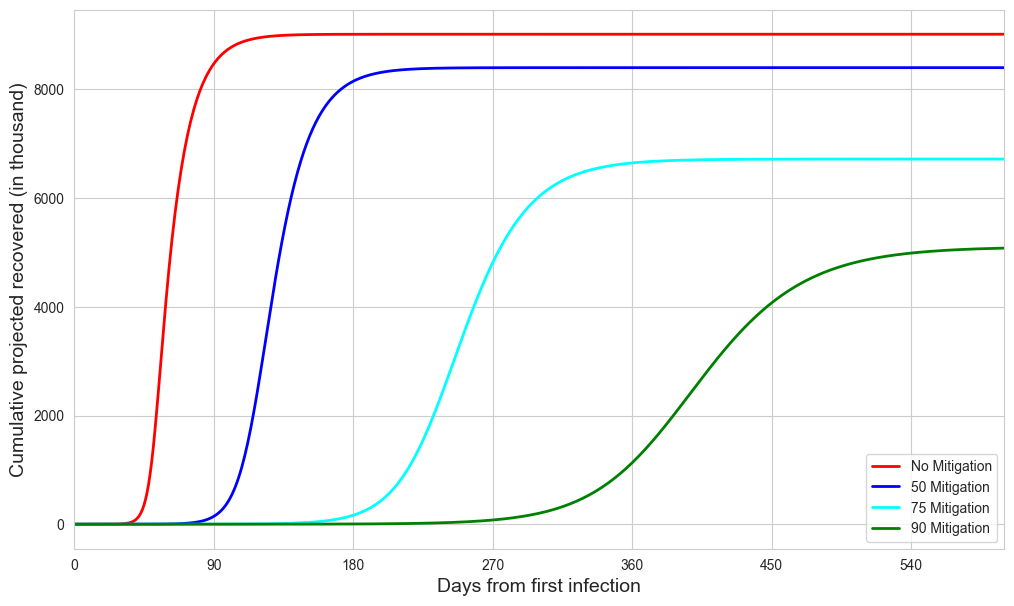 Cumulative projected recovered (in thousand)
8000
6000
4000
2000
0
0 90 180 270 360 450 540
Days from first infection
No Mitigation
50 Mitigation
75 Mitigation
90 Mitigation